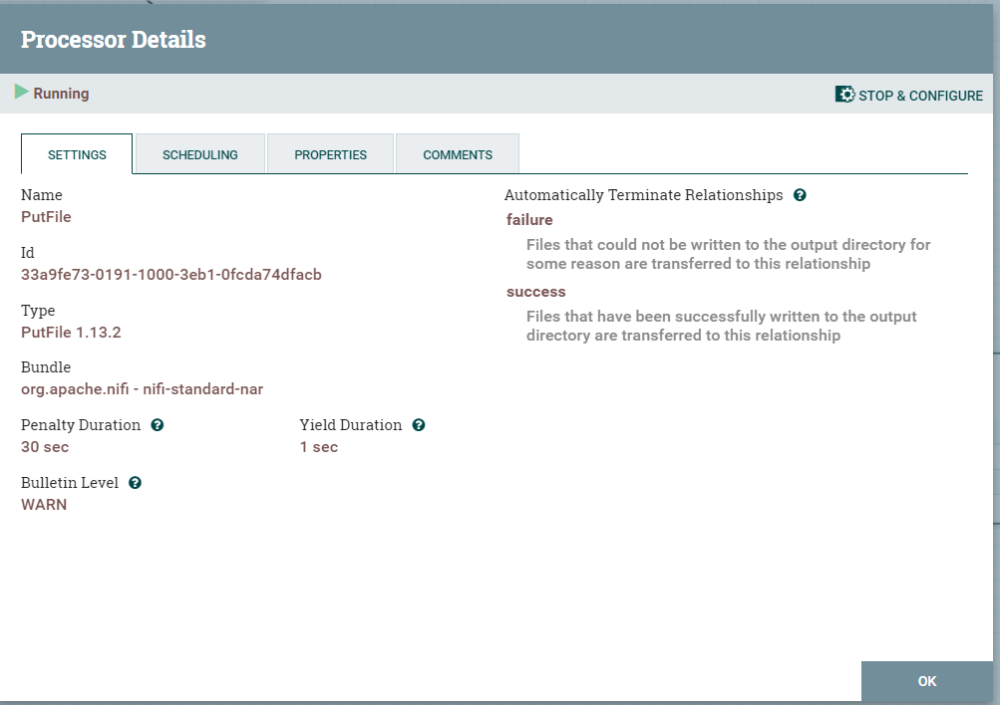 Processor Details
Running
STOP & CONFIGURE
SETTINGS
SCHEDULING
PROPERTIES
COMMENTS
Name
PutFile
Id
33a9fe73-0191-1000-3eb1-0fcda74dfacb
Type
PutFile 1.13.2
Bundle
org.apache.nifi - nifi-standard-nar
Penalty Duration
30 sec
Yield Duration
1 sec
Bulletin Level
WARN
Automatically Terminate Relationships
failure
Files that could not be written to the output directory for
some reason are transferred to this relationship
success
Files that have been successfully written to the output
directory are transferred to this relationship
OK